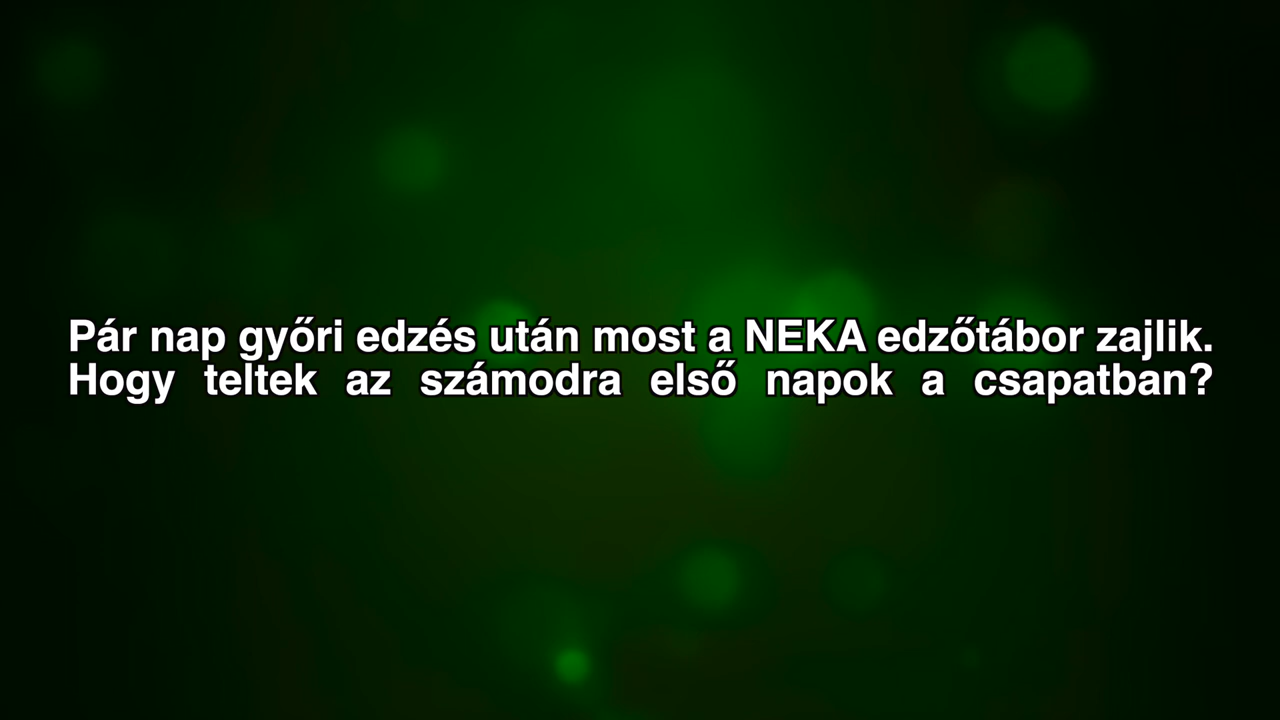 Pár nap győri edzés után most a NEKA edzőtábor zajlik.
Hogy teltek az számodra első napok a csapatban?